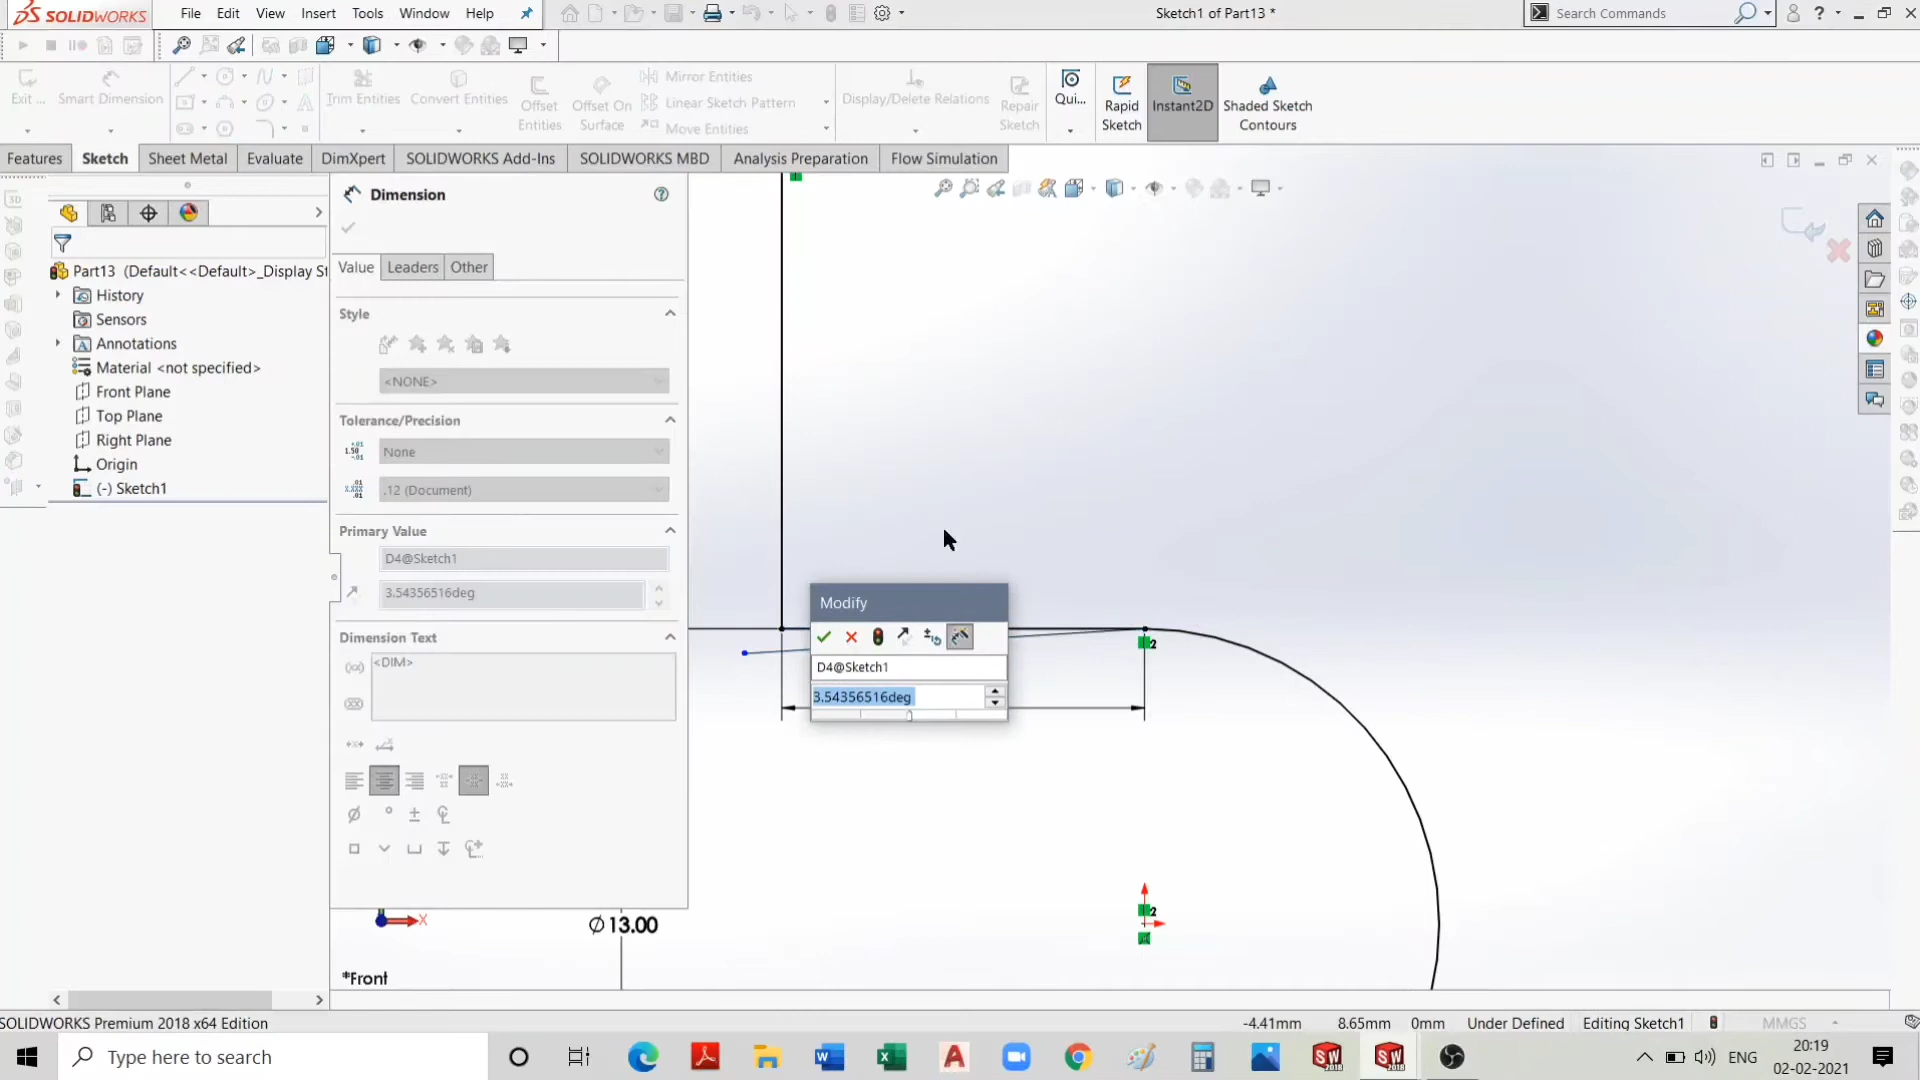 SOLIDWORKS
File Edit View Insert Tools Window Help
Sketch1 of Part13 *
Search Commands
Exit ...
Smart Dimension
Trim Entities
Convert Entities
Offset Entities
Offset On Surface
Mirror Entities
Linear Sketch Pattern
Move Entities
Display/Delete Relations
Repair Sketch
Qui...
Rapid Sketch
Instant2D
Shaded Sketch Contours
Features Sketch Sheet Metal Evaluate DimXpert SOLIDWORKS Add-Ins SOLIDWORKS MBD Analysis Preparation Flow Simulation
Part13 (Default<<Default>_Display St
History
Sensors
Annotations
Material <not specified>
Front Plane
Top Plane
Right Plane
Origin
(-) Sketch1
Dimension
Value Leaders Other
Style
<NONE>
Tolerance/Precision
None
.12 (Document)
Primary Value
D4@Sketch1
3.54356516deg
Dimension Text
<DIM>
Modify
D4@Sketch1
3.54356516deg
2
2
X
∅13.00
*Front
SOLIDWORKS Premium 2018 x64 Edition
-4.41mm 8.65mm 0mm Under Defined Editing Sketch1 MMGS
Type here to search
ENG
20:19
02-02-2021